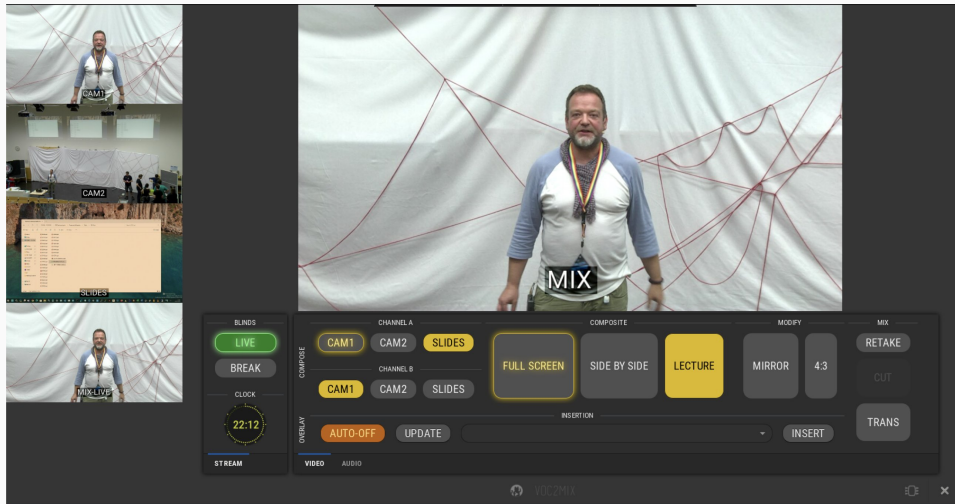 CAM1
CAM2
SLIDES
MIX-LIVE
MIX
BLINDS
LIVE
BREAK
CLOCK
22:12
STREAM
COMPOSE
CHANNEL A
CAM1
CAM2
SLIDES
CHANNEL B
CAM1
CAM2
SLIDES
COMPOSITE
FULL SCREEN
SIDE BY SIDE
LECTURE
MODIFY
MIRROR
4:3
MIX
RETAKE
CUT
TRANS
OVERLAY
INSERTION
AUTO-OFF
UPDATE
INSERT
VIDEO
AUDIO
VOC2MIX